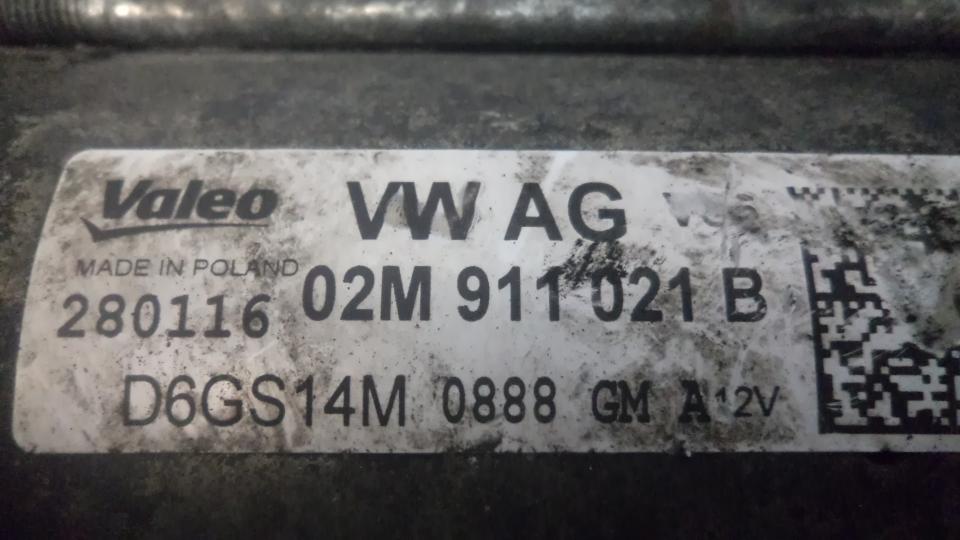 Valeo VW AG
MADE IN POLAND 02M 911 021 B
280116
D6GS14M 0888 GM A 12V